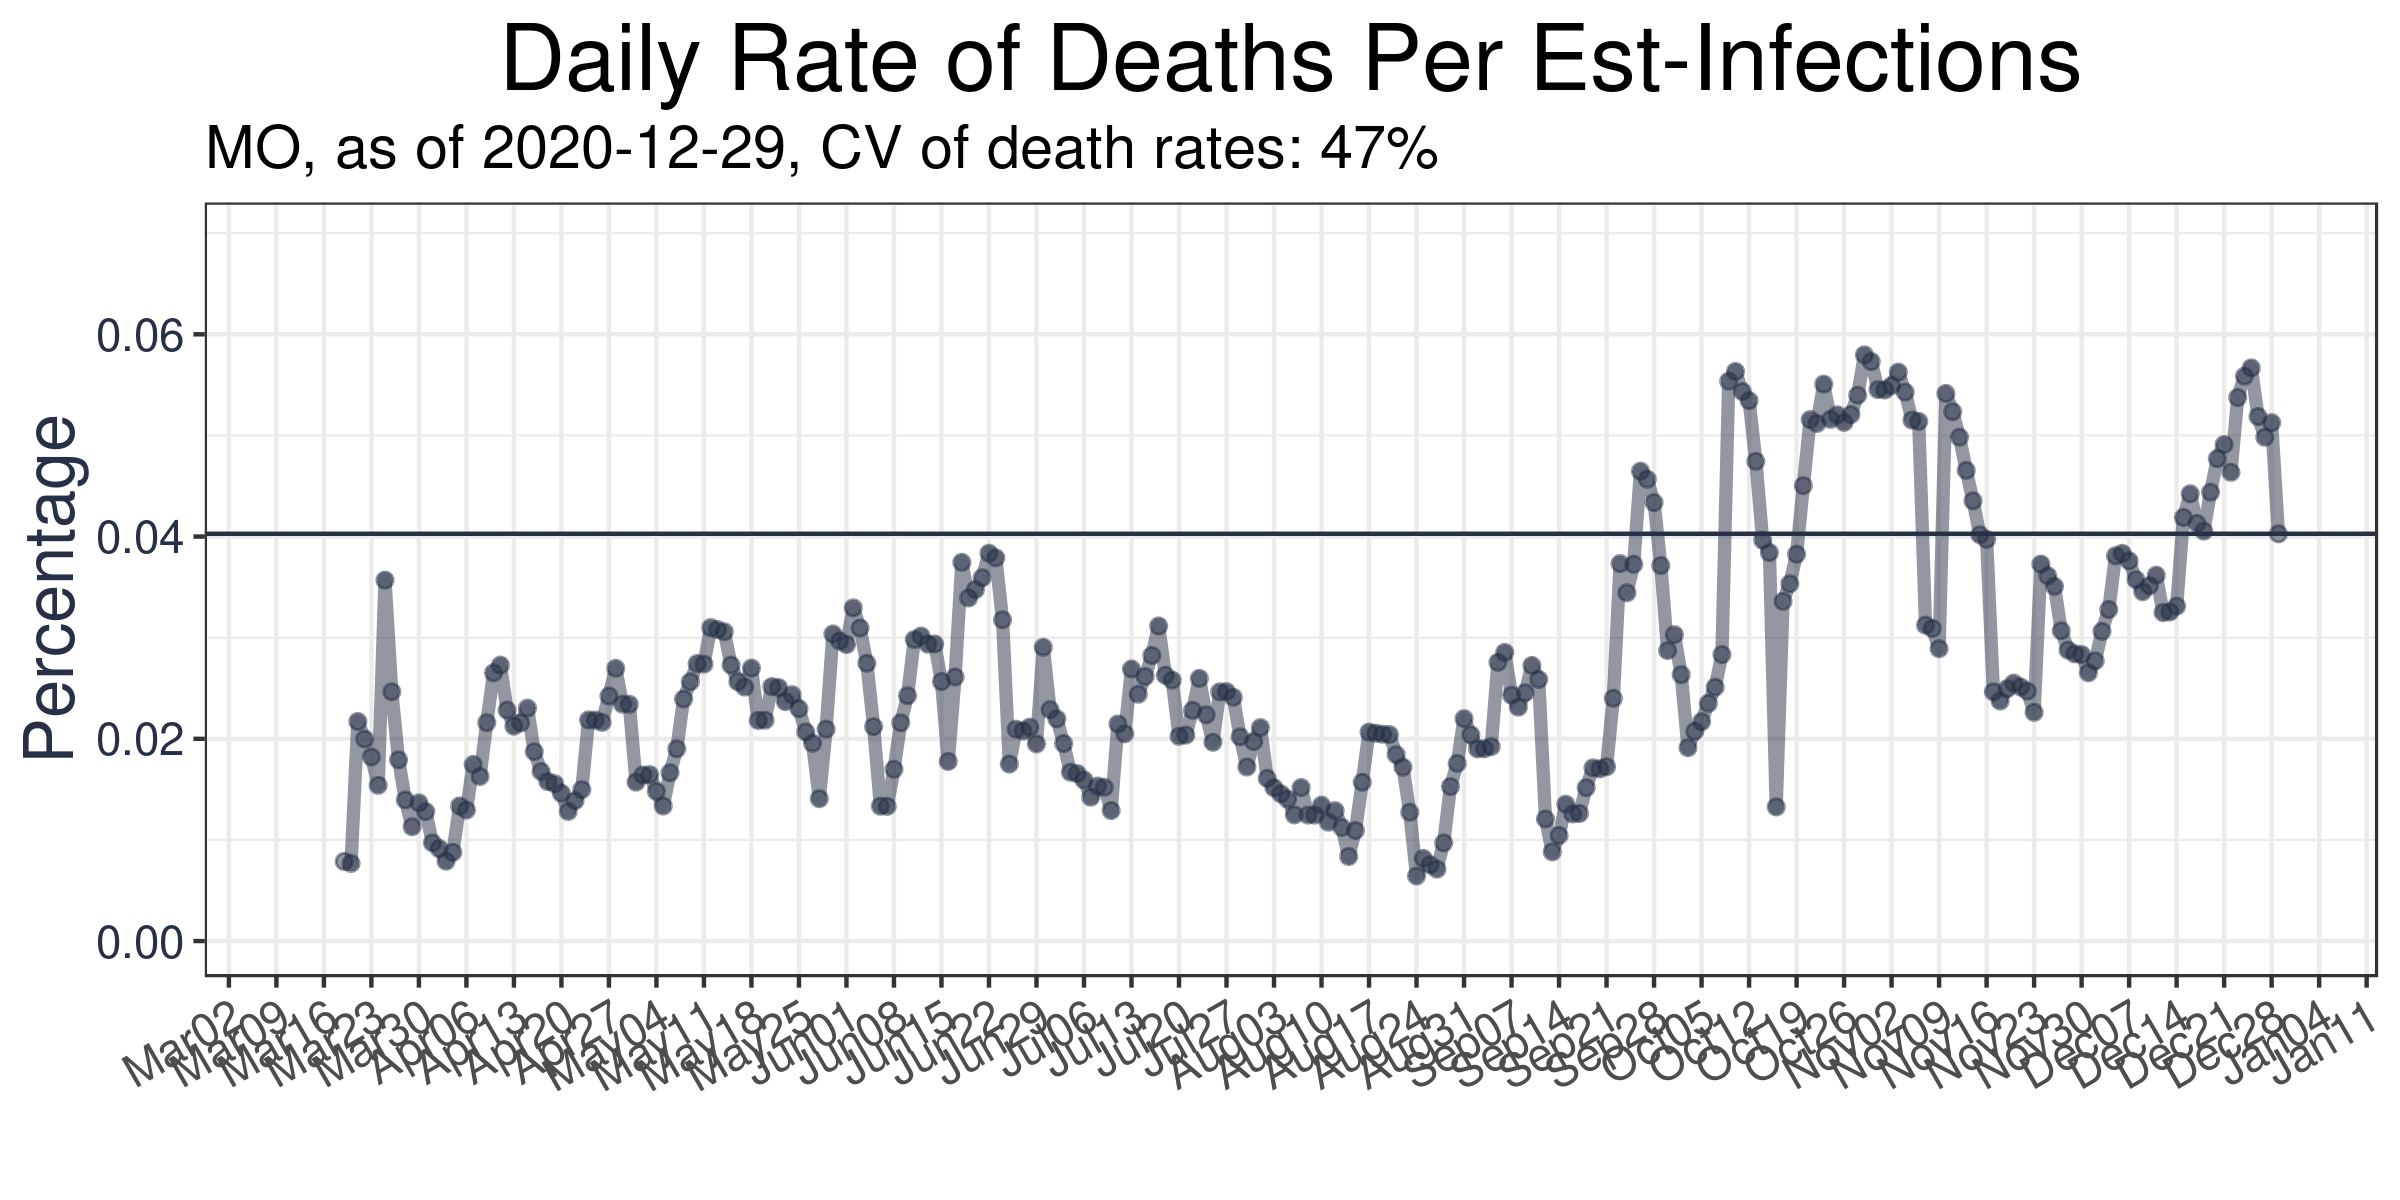 Daily Rate of Deaths Per Est-Infections
MO, as of 2020-12-29, CV of death rates: 47%
Percentage
0.06
0.04
0.02
0.00
Mar02
Mar09
Mar16
Mar23
Mar30
Apr06
Apr13
Apr20
Apr27
May04
May11
May18
May25
Jun01
Jun08
Jun15
Jun22
Jun29
Jul06
Jul13
Jul20
Jul27
Aug03
Aug10
Aug17
Aug24
Aug31
Sep07
Sep14
Sep21
Sep28
Oct05
Oct12
Oct19
Oct26
Nov02
Nov09
Nov16
Nov23
Nov30
Dec07
Dec14
Dec21
Dec28
Jan04
Jan11